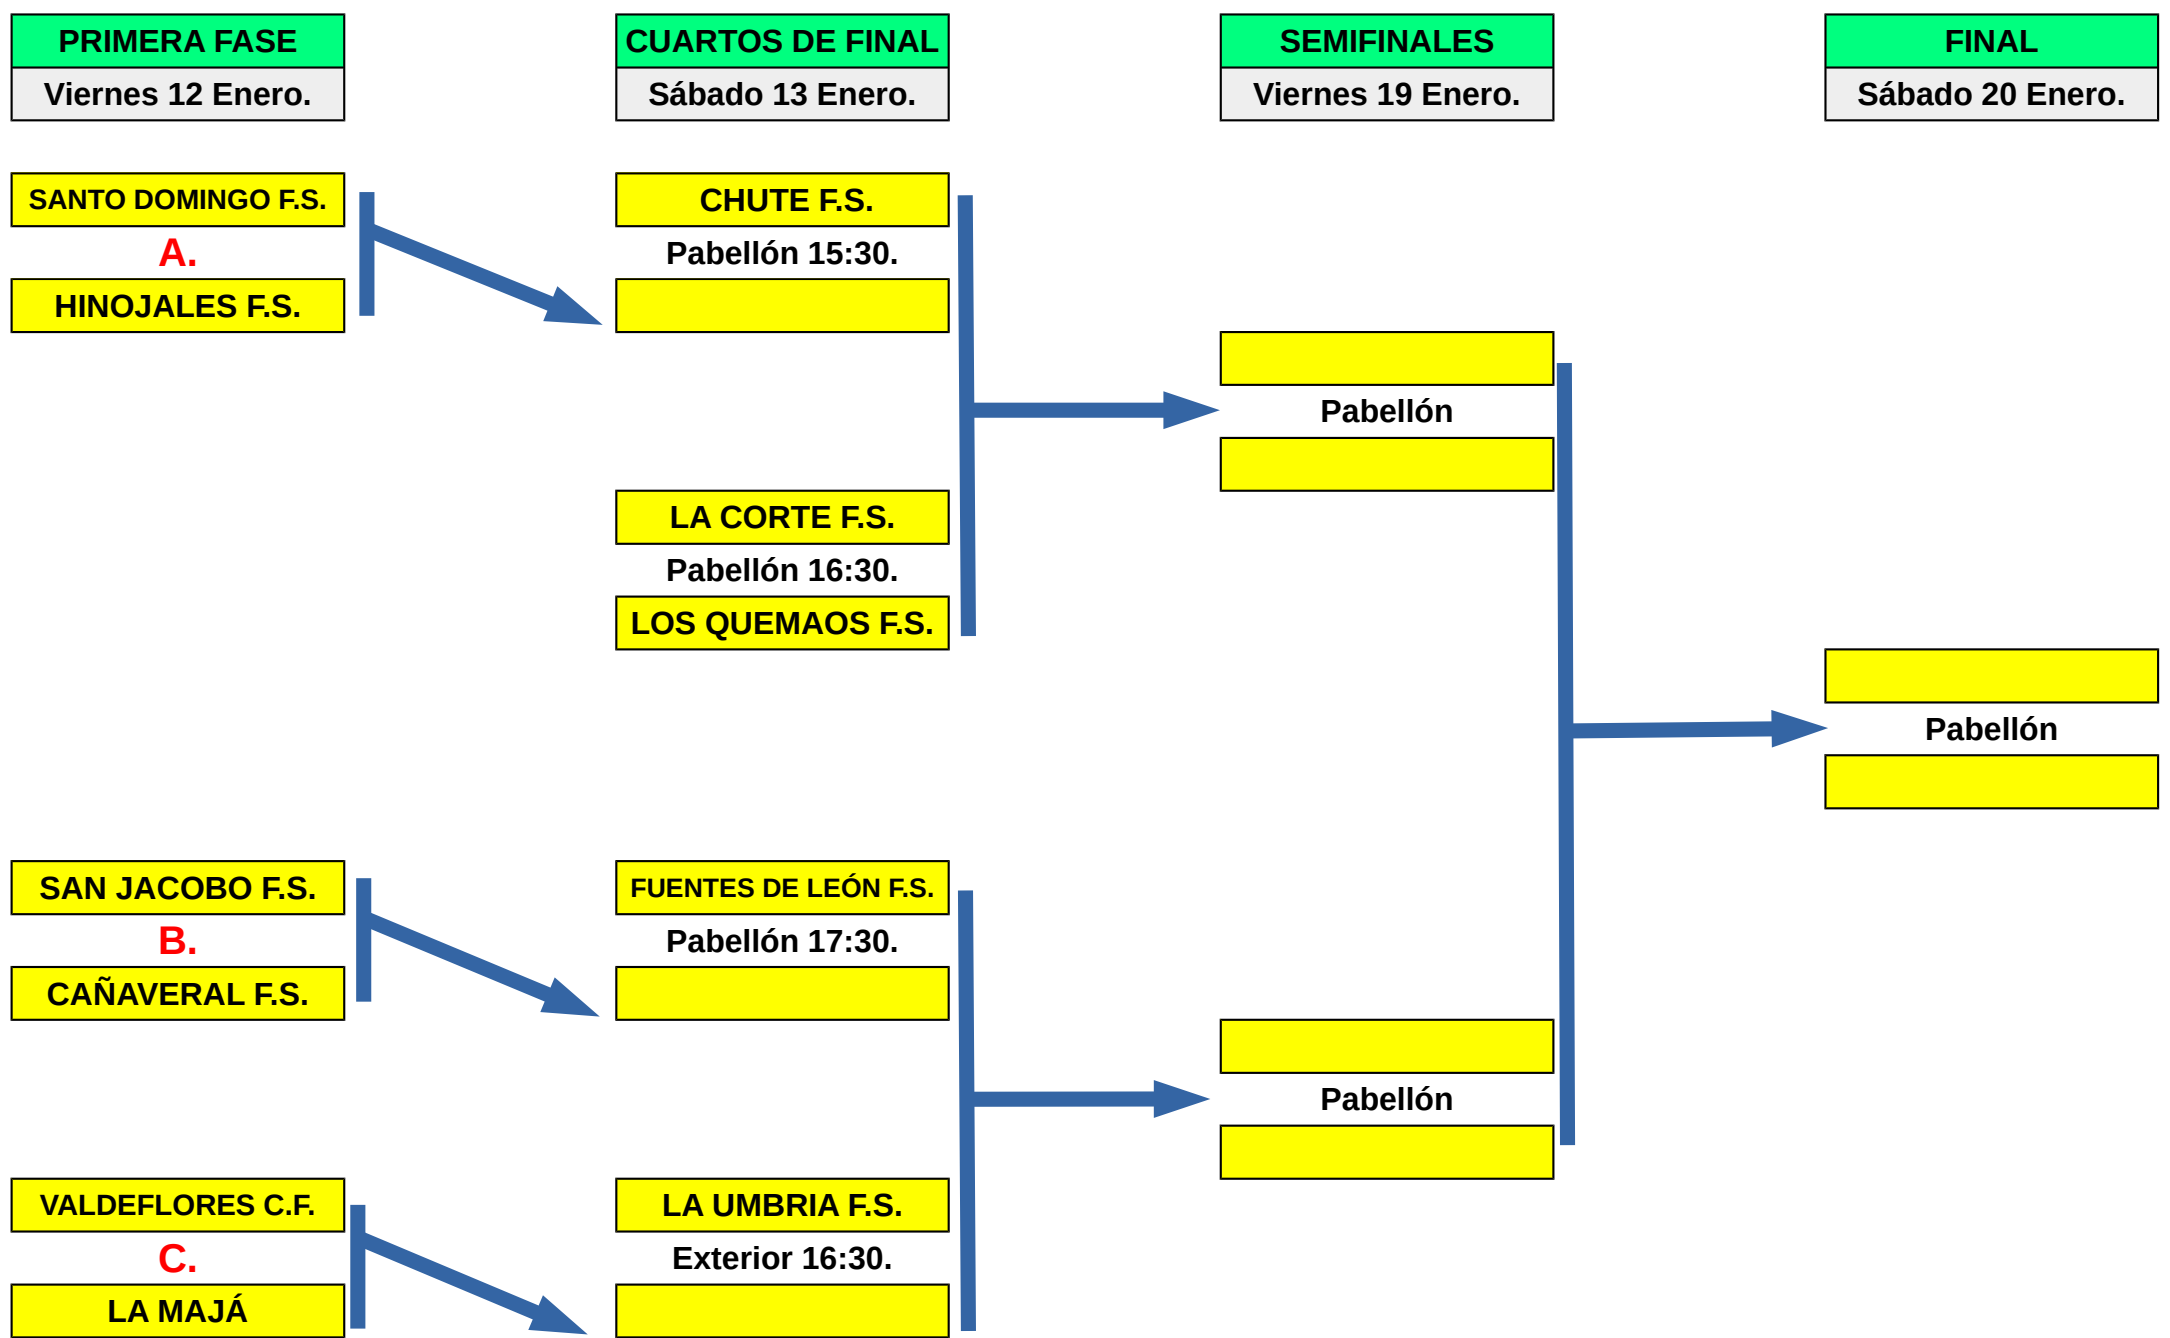 PRIMERA FASE
Viernes 12 Enero.
SANTO DOMINGO F.S.
A.
HINOJALES F.S.
SAN JACOBO F.S.
B.
CAÑAVERAL F.S.
VALDEFLORES C.F.
C.
LA MAJÁ
CUARTOS DE FINAL
Sábado 13 Enero.
CHUTE F.S.
Pabellón 15:30.
LA CORTE F.S.
Pabellón 16:30.
LOS QUEMAOS F.S.
FUENTES DE LEÓN F.S.
Pabellón 17:30.
LA UMBRIA F.S.
Exterior 16:30.
SEMIFINALES
Viernes 19 Enero.
Pabellón
Pabellón
FINAL
Sábado 20 Enero.
Pabellón